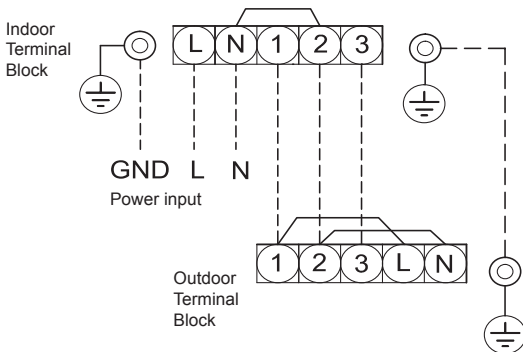 Indoor
Terminal
Block
L N 1 2 3
GND L N
Power input
1 2 3 L N
Outdoor
Terminal
Block